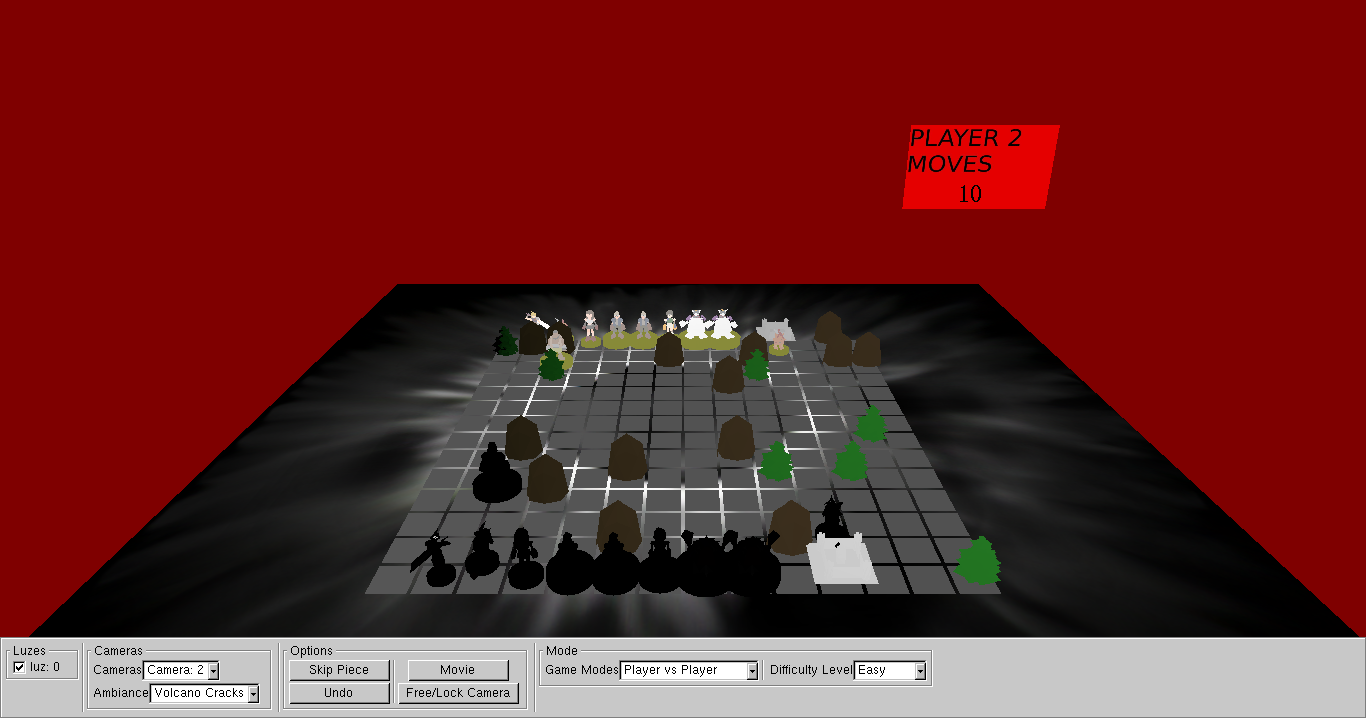 PLAYER 2
MOVES
10
Luzes
luz: 0
Cameras
Cameras Camera: 2
Ambiance Volcano Cracks
Options
Skip Piece Movie
Undo Free/Lock Camera
Mode
Game Modes Player vs Player Difficulty Level Easy